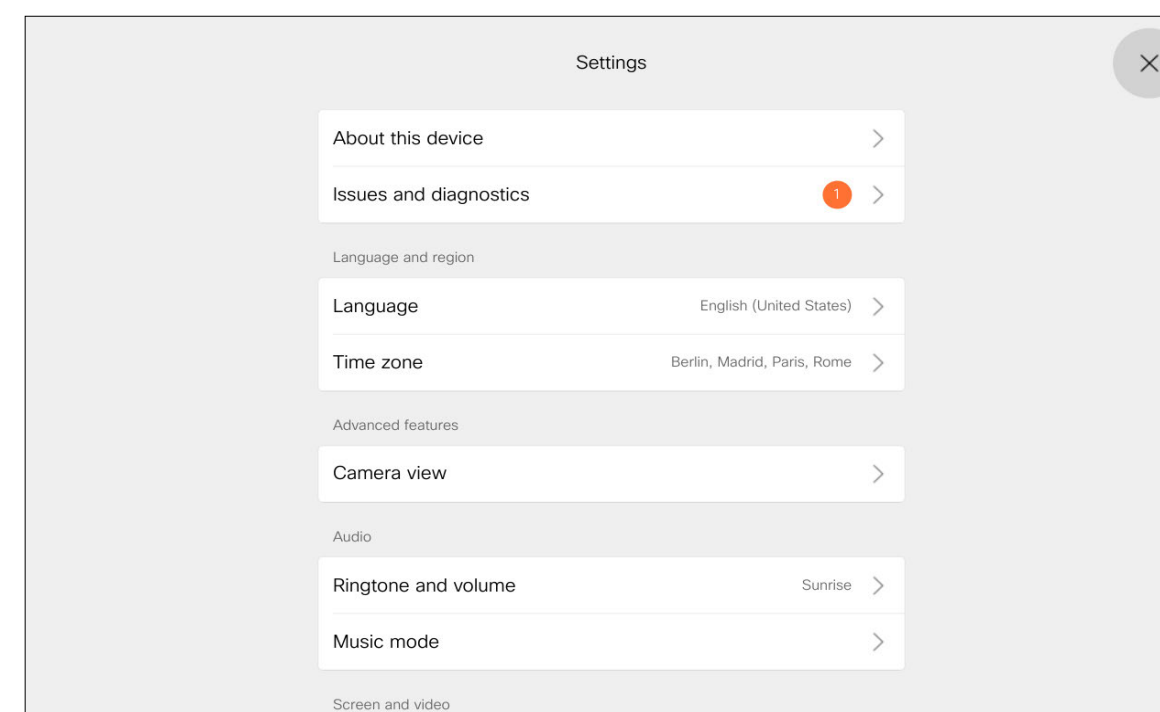 Settings
About this device
Issues and diagnostics 1
Language and region
Language English (United States)
Time zone Berlin, Madrid, Paris, Rome
Advanced features
Camera view
Audio
Ringtone and volume Sunrise
Music mode
Screen and video